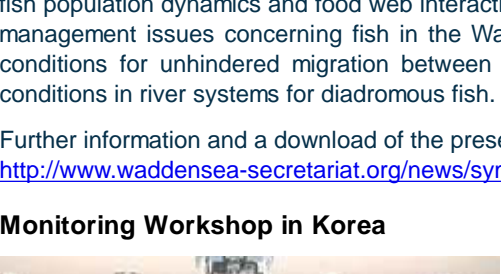 fish population dynamics and food web interacti
management issues concerning fish in the Wa
conditions for unhindered migration between
conditions in river systems for diadromous fish.
Further information and a download of the prese
http://www.waddensea-secretariat.org/news/syr
Monitoring Workshop in Korea